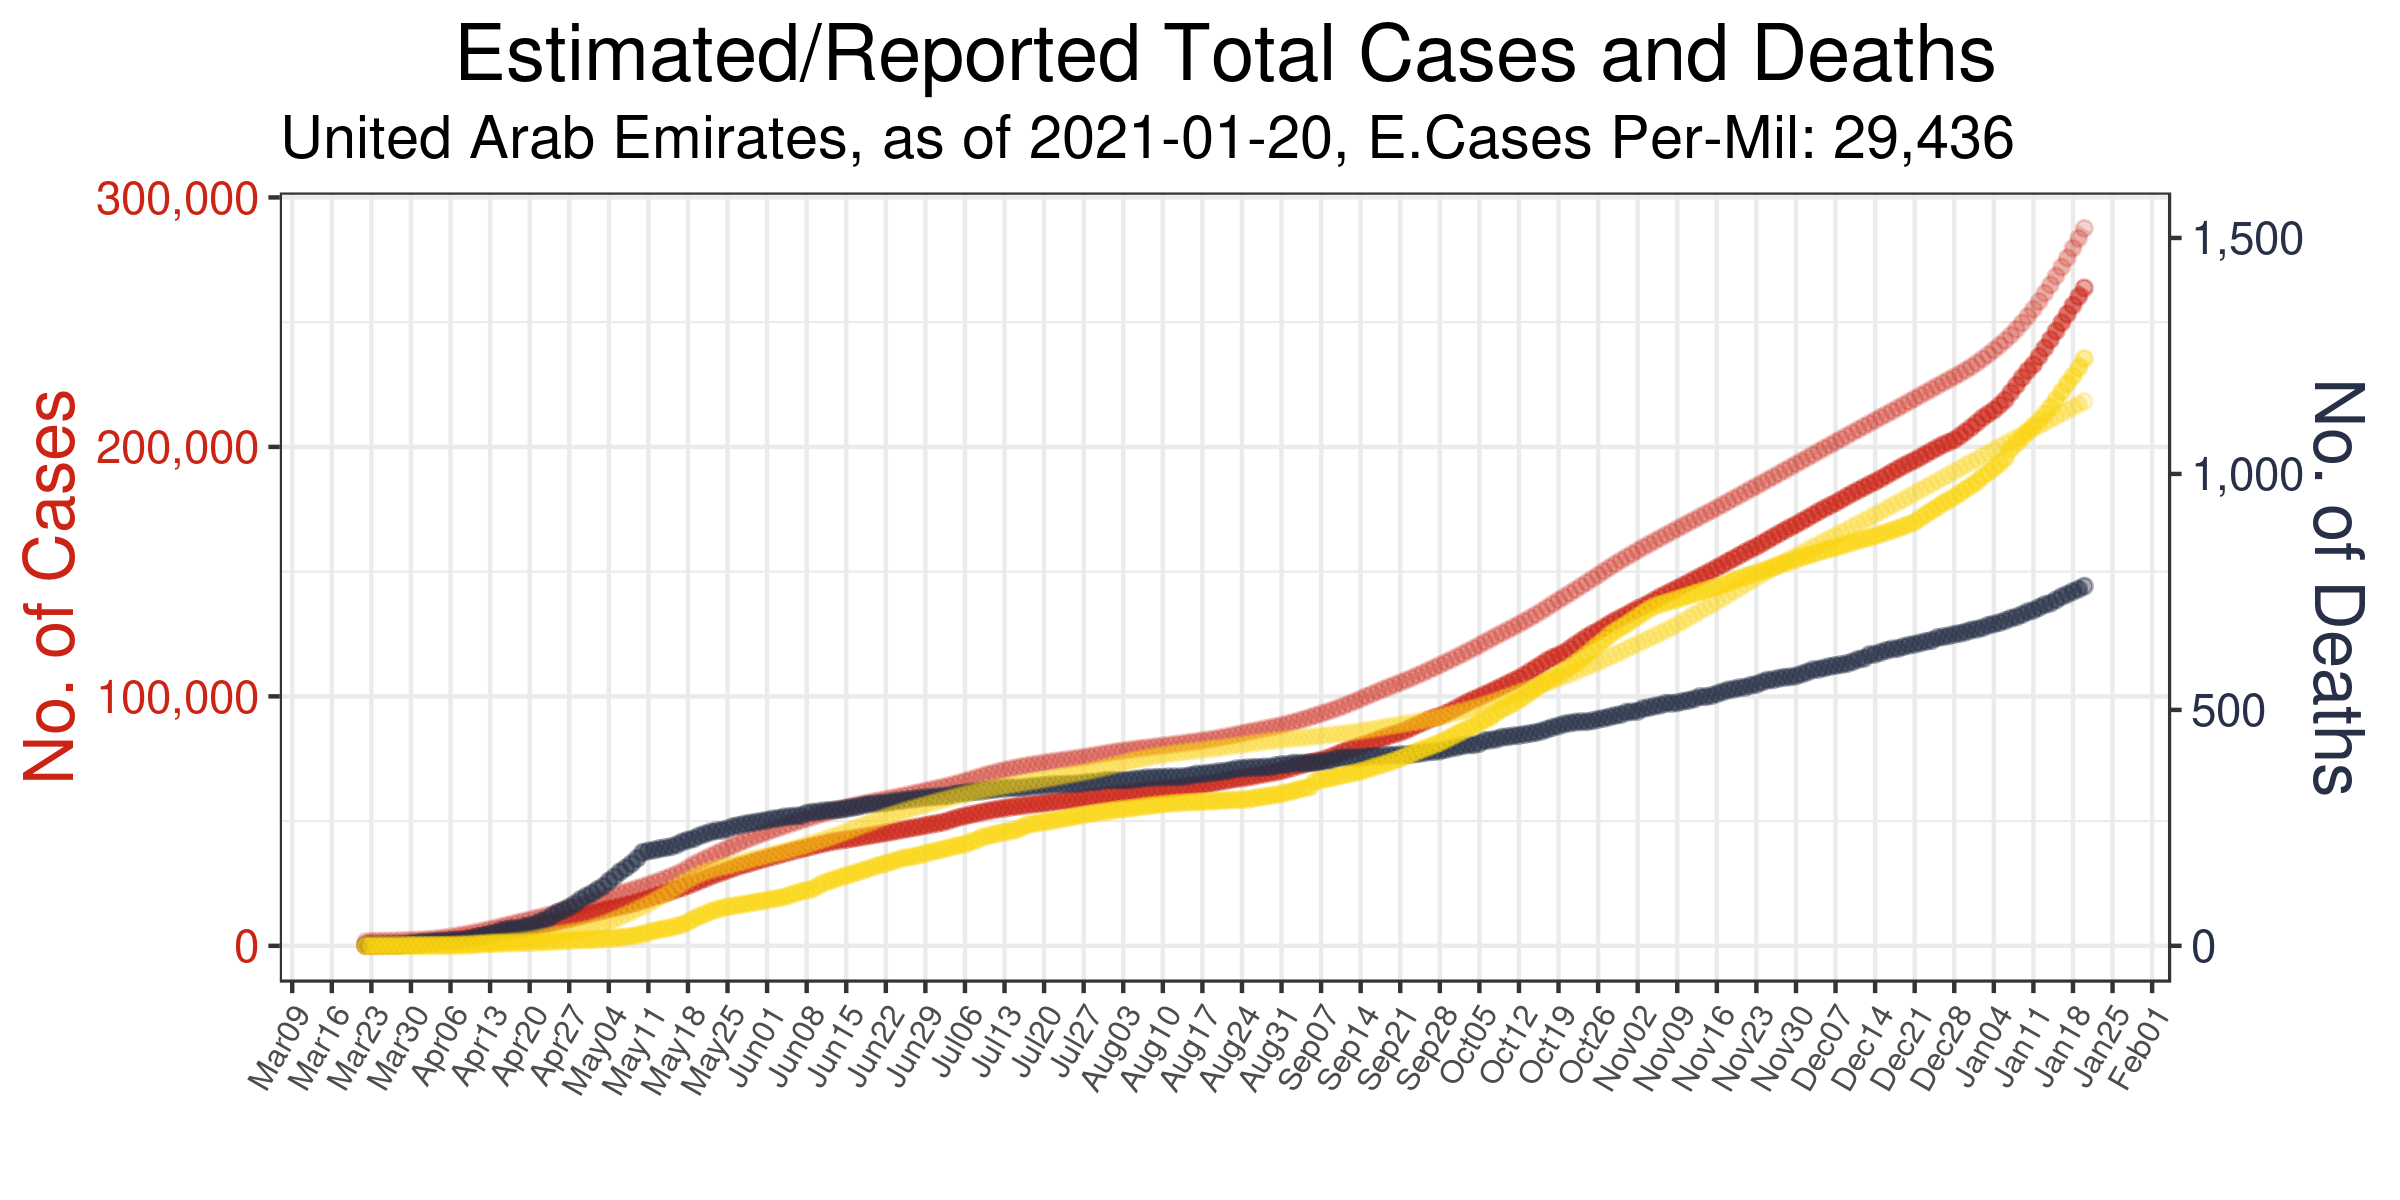 Estimated/Reported Total Cases and Deaths
United Arab Emirates, as of 2021-01-20, E.Cases Per-Mil: 29,436
No. of Cases
300,000
200,000
100,000
0
1,500
1,000
500
0
No. of Deaths
Mar09
Mar16
Mar23
Mar30
Apr06
Apr13
Apr20
Apr27
May04
May11
May18
May25
Jun01
Jun08
Jun15
Jun22
Jun29
Jul06
Jul13
Jul20
Jul27
Aug03
Aug10
Aug17
Aug24
Aug31
Sep07
Sep14
Sep21
Sep28
Oct05
Oct12
Oct19
Oct26
Nov02
Nov09
Nov16
Nov23
Nov30
Dec07
Dec14
Dec21
Dec28
Jan04
Jan11
Jan18
Jan25
Feb01